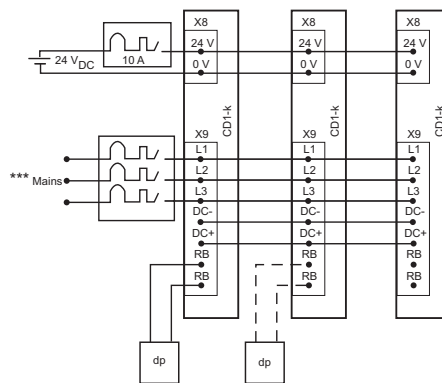 X8 X8 X8
24 V 24 V 24 V
24 V DC 10 A 0 V 0 V 0 V
CD1-k CD1-k CD1-k
X9 X9 X9
L1 L1 L1
L2 L2 L2
*** Mains
L3 L3 L3
DC- DC- DC-
DC+ DC+ DC+
RB RB RB
RB RB RB
dp dp